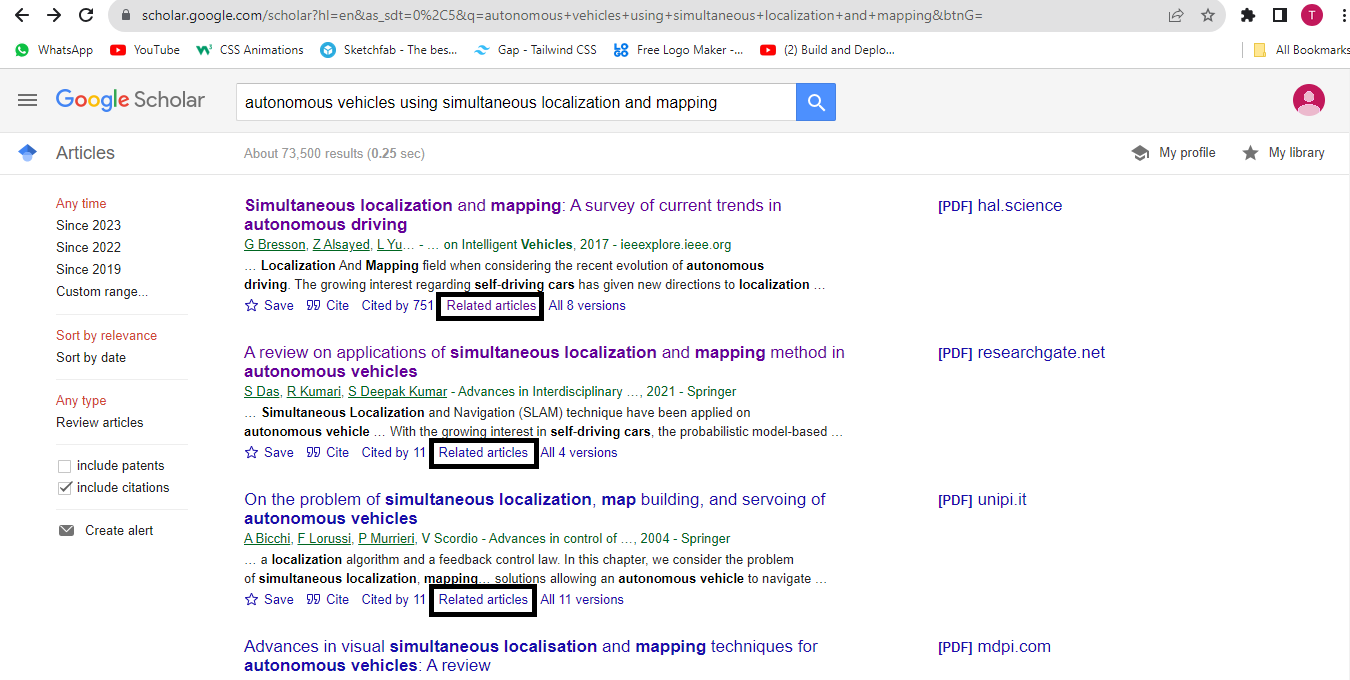 scholar.google.com/scholar?hl=en&as_sdt=0%2C5&q=autonomous+vehicles+using+simultaneous+localization+and+mapping&btnG=
T
WhatsApp YouTube CSS Animations Sketchfab - The bes... Gap - Tailwind CSS Free Logo Maker -... (2) Build and Deplo... All Bookmarks
Google Scholar
autonomous vehicles using simultaneous localization and mapping
Articles
About 73,500 results (0.25 sec)
My profile My library
Any time
Since 2023
Since 2022
Since 2019
Custom range...
Sort by relevance
Sort by date
Any type
Review articles
include patents
include citations
Create alert
Simultaneous localization and mapping: A survey of current trends in
autonomous driving
[PDF] hal.science
G Bresson, Z Alsayed, L Yu… - … on Intelligent Vehicles, 2017 - ieeexplore.ieee.org
… Localization And Mapping field when considering the recent evolution of autonomous
driving. The growing interest regarding self-driving cars has given new directions to localization …
Save Cite Cited by 751 Related articles All 8 versions
A review on applications of simultaneous localization and mapping method in
autonomous vehicles
[PDF] researchgate.net
S Das, R Kumari, S Deepak Kumar - Advances in Interdisciplinary …, 2021 - Springer
… Simultaneous Localization and Navigation (SLAM) technique have been applied on
autonomous vehicle … With the growing interest in self-driving cars, the probabilistic model-based …
Save Cite Cited by 11 Related articles All 4 versions
On the problem of simultaneous localization, map building, and servoing of
autonomous vehicles
[PDF] unipi.it
A Bicchi, F Lorussi, P Murrieri, V Scordio - Advances in control of …, 2004 - Springer
… a localization algorithm and a feedback control law. In this chapter, we consider the problem
of simultaneous localization, mapping… solutions allowing an autonomous vehicle to navigate …
Save Cite Cited by 11 Related articles All 11 versions
Advances in visual simultaneous localisation and mapping techniques for
autonomous vehicles: A review
[PDF] mdpi.com